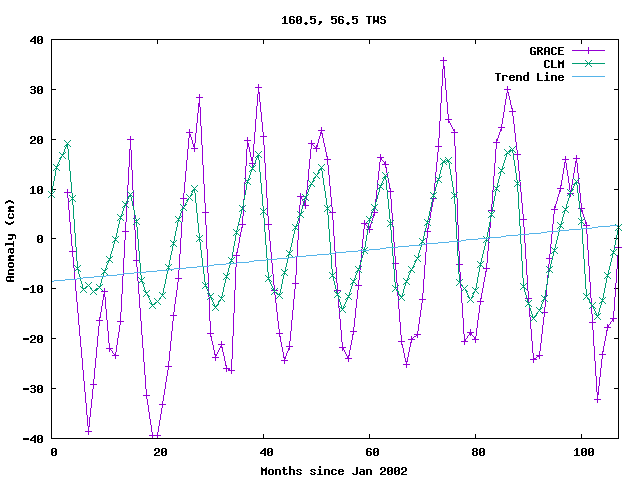 160.5, 56.5 TWS
GRACE
CLM
Trend Line
40
30
20
10
0
-10
-20
-30
-40
Anomaly (cm)
0 20 40 60 80 100
Months since Jan 2002